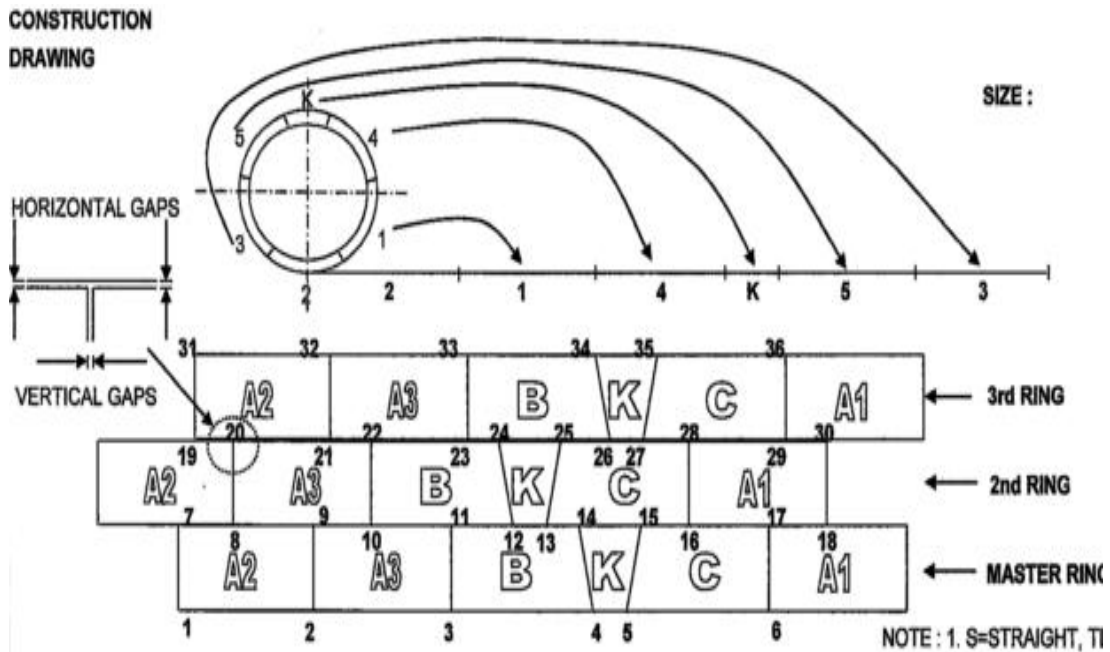 CONSTRUCTION
DRAWING
SIZE :
K
5 4
HORIZONTAL GAPS
3 1
2
2 1 4 K 5 3
VERTICAL GAPS
31 32 33 34 35 36
A2 A3 B K C A1
3rd RING
20 22 24 25 28 30
19 21 23 26 27 29
A2 A3 B K C A1
2nd RING
7 9 11 14 15 17
8 10 12 13 16 18
A2 A3 B K C A1
MASTER RING
1 2 3 4 5 6
NOTE : 1. S=STRAIGHT,